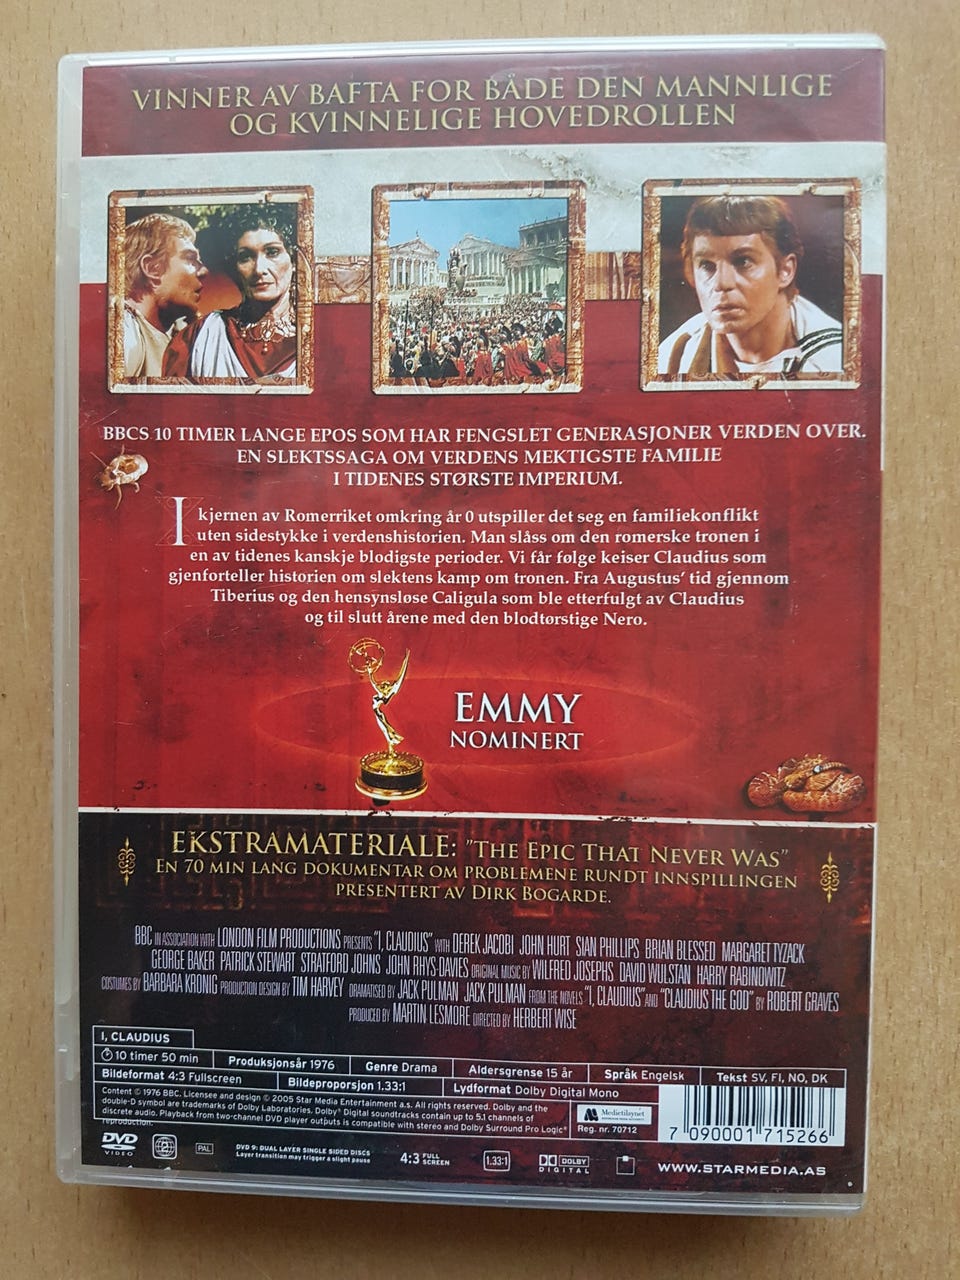 VINNER AV BAFTA FOR BÅDE DEN MANNLIGE
OG KVINNELIGE HOVEDROLLEN
BBCS 10 TIMER LANGE EPOS SOM HAR FENGSLET GENERASJONER VERDEN OVER.
EN SLEKTSSAGA OM VERDENS MEKTIGSTE FAMILIE
I TIDENES STØRSTE IMPERIUM.
I kjernen av Romerriket omkring år 0 utspiller det seg en familiekonflikt
uten sidestykke i verdenshistorien. Man slåss om den romerske tronen i
en av tidenes kanskje blodigste perioder. Vi får følge keiser Claudius som
gjenforteller historien om slektens kamp om tronen. Fra Augustus' tid gjennom
Tiberius og den hensynsløse Caligula som ble etterfulgt av Claudius
og til slutt årene med den blodtørstige Nero.
EMMY
NOMINERT
EKSTRAMATERIALE: "THE EPIC THAT NEVER WAS"
EN 70 MIN LANG DOKUMENTAR OM PROBLEMENE RUNDT INNSPILLINGEN
PRESENTERT AV DIRK BOGARDE.
BBC IN ASSOCIATION WITH LONDON FILM PRODUCTIONS PRESENTS "I, CLAUDIUS" WITH DEREK JACOBI JOHN HURT SIAN PHILLIPS BRIAN BLESSED MARGARET TYZACK
GEORGE BAKER PATRICK STEWART STRATFORD JOHNS JOHN RHYS-DAVIES ORIGINAL MUSIC BY WILFRED JOSEPHS DAVID WULSTAN HARRY RABINOWITZ
COSTUMES BY BARBARA KRONIG PRODUCTION DESIGN BY TIM HARVEY DRAMATISED BY JACK PULMAN JACK PULMAN FROM THE NOVELS "I, CLAUDIUS" AND "CLAUDIUS THE GOD" BY ROBERT GRAVES
PRODUCED BY MARTIN LESMORE DIRECTED BY HERBERT WISE
I, CLAUDIUS
10 timer 50 min Produksjonsår 1976 Genre Drama Aldersgrense 15 år Språk Engelsk Tekst SV, FI, NO, DK
Bildeformat 4:3 Fullscreen Bildeproporsjon 1.33:1 Lydformat Dolby Digital Mono
Content © 1976 BBC. Licensee and design © 2005 Star Media Entertainment a.s. All rights reserved. Dolby and the
double-D symbol are trademarks of Dolby Laboratories. Dolby® Digital soundtracks contain up to 5.1 channels of
discrete audio. Playback from two-channel DVD player outputs is compatible with stereo and Dolby Surround Pro Logic®
reproduction.
Medietilsynet
Reg. nr. 70712
7 090001 715266
DVD VIDEO
2
PAL
DVD 9: DUAL LAYER SINGLE SIDED DISCS
Layer transition may trigger a slight pause
4:3 FULL SCREEN
1.33:1
DOLBY DIGITAL
WWW.STARMEDIA.AS